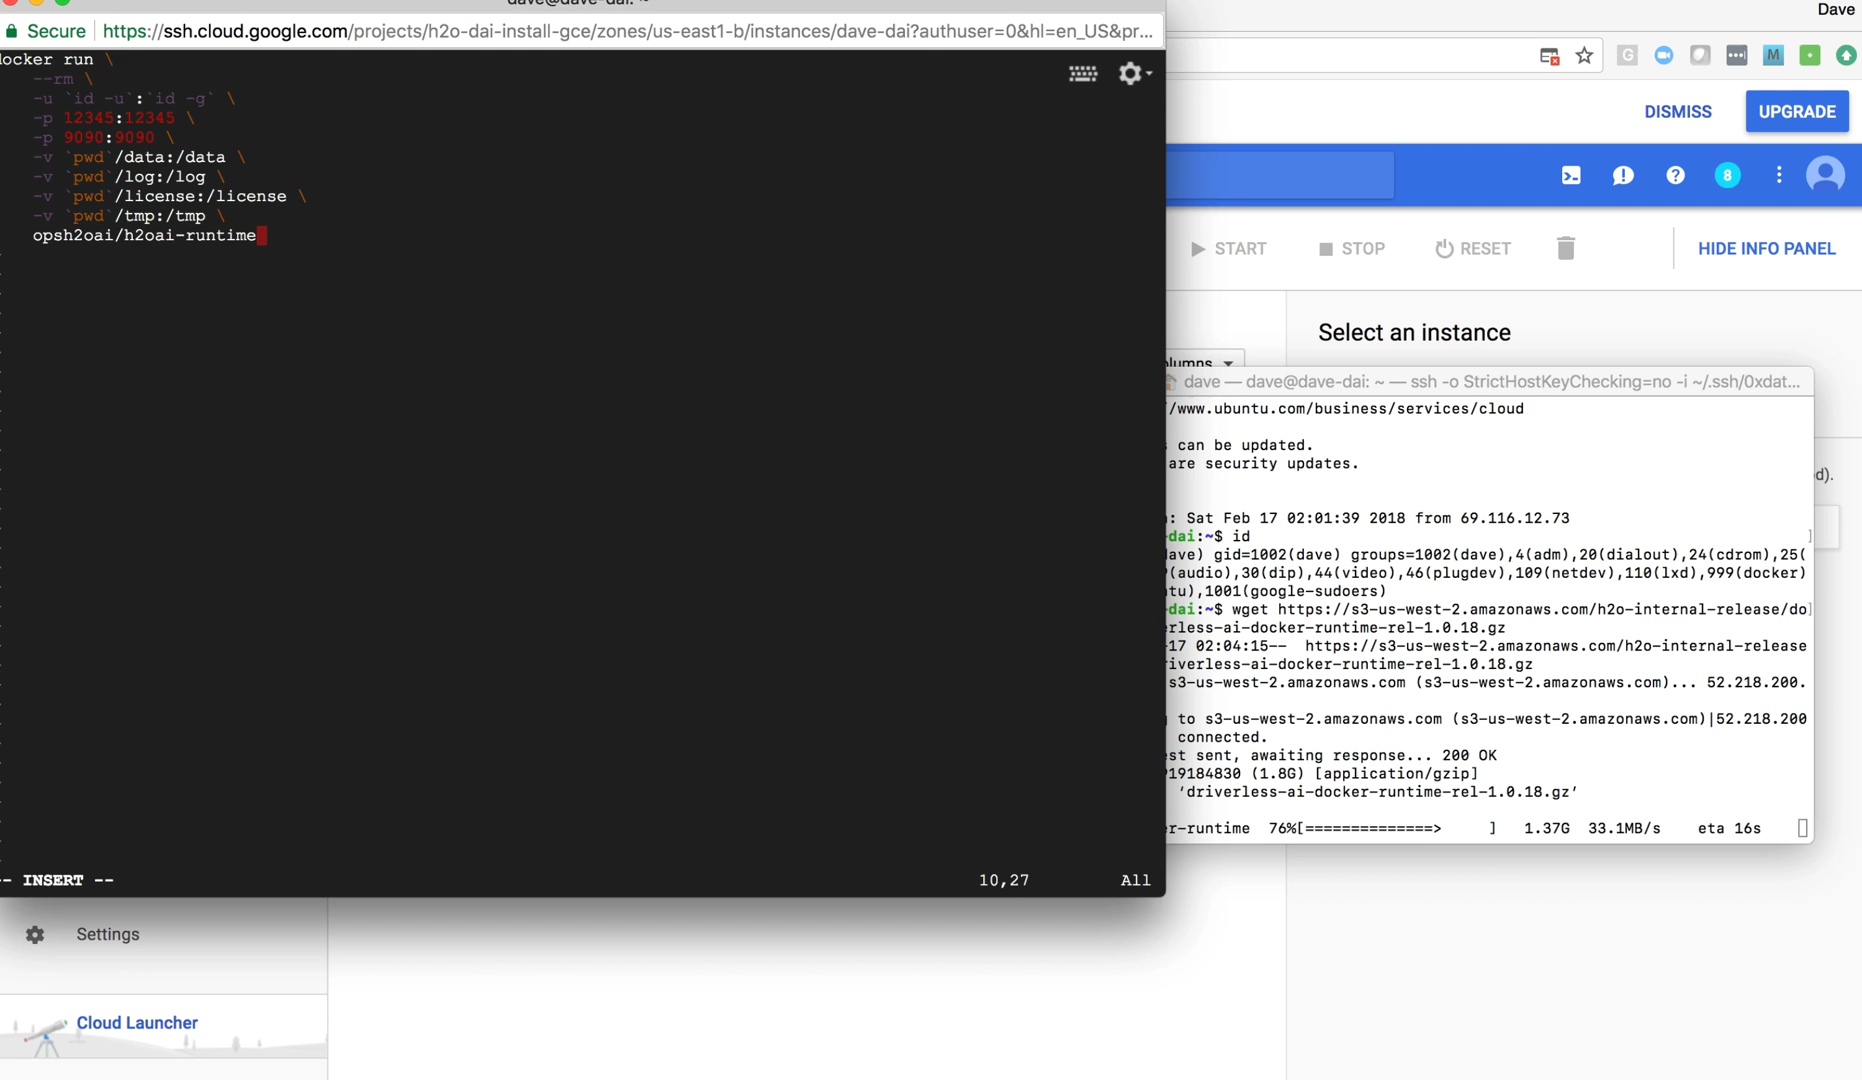 dave@dave-dai: ~
Dave
Secure https://ssh.cloud.google.com/projects/h2o-dai-install-gce/zones/us-east1-b/instances/dave-dai?authuser=0&hl=en_US&pr...
ocker run \
--rm \
-u `id -u`:`id -g` \
-p 12345:12345 \
-p 9090:9090 \
-v `pwd`/data:/data \
-v `pwd`/log:/log \
-v `pwd`/license:/license \
-v `pwd`/tmp:/tmp \
opsh2oai/h2oai-runtime
-- INSERT --
10,27
All
DISMISS
UPGRADE
8
START
STOP
RESET
HIDE INFO PANEL
Select an instance
lumns
d).
dave — dave@dave-dai: ~ — ssh -o StrictHostKeyChecking=no -i ~/.ssh/0xdat...
/www.ubuntu.com/business/services/cloud
s can be updated.
are security updates.
: Sat Feb 17 02:01:39 2018 from 69.116.12.73
-dai:~$ id
dave) gid=1002(dave) groups=1002(dave),4(adm),20(dialout),24(cdrom),25(
(audio),30(dip),44(video),46(plugdev),109(netdev),110(lxd),999(docker)
tu),1001(google-sudoers)
-dai:~$ wget https://s3-us-west-2.amazonaws.com/h2o-internal-release/do
erless-ai-docker-runtime-rel-1.0.18.gz
-17 02:04:15-- https://s3-us-west-2.amazonaws.com/h2o-internal-release
riverless-ai-docker-runtime-rel-1.0.18.gz
s3-us-west-2.amazonaws.com (s3-us-west-2.amazonaws.com)... 52.218.200.
g to s3-us-west-2.amazonaws.com (s3-us-west-2.amazonaws.com)|52.218.200
connected.
est sent, awaiting response... 200 OK
919184830 (1.8G) [application/gzip]
‘driverless-ai-docker-runtime-rel-1.0.18.gz’
er-runtime 76%[==============> ] 1.37G 33.1MB/s eta 16s
Settings
Cloud Launcher